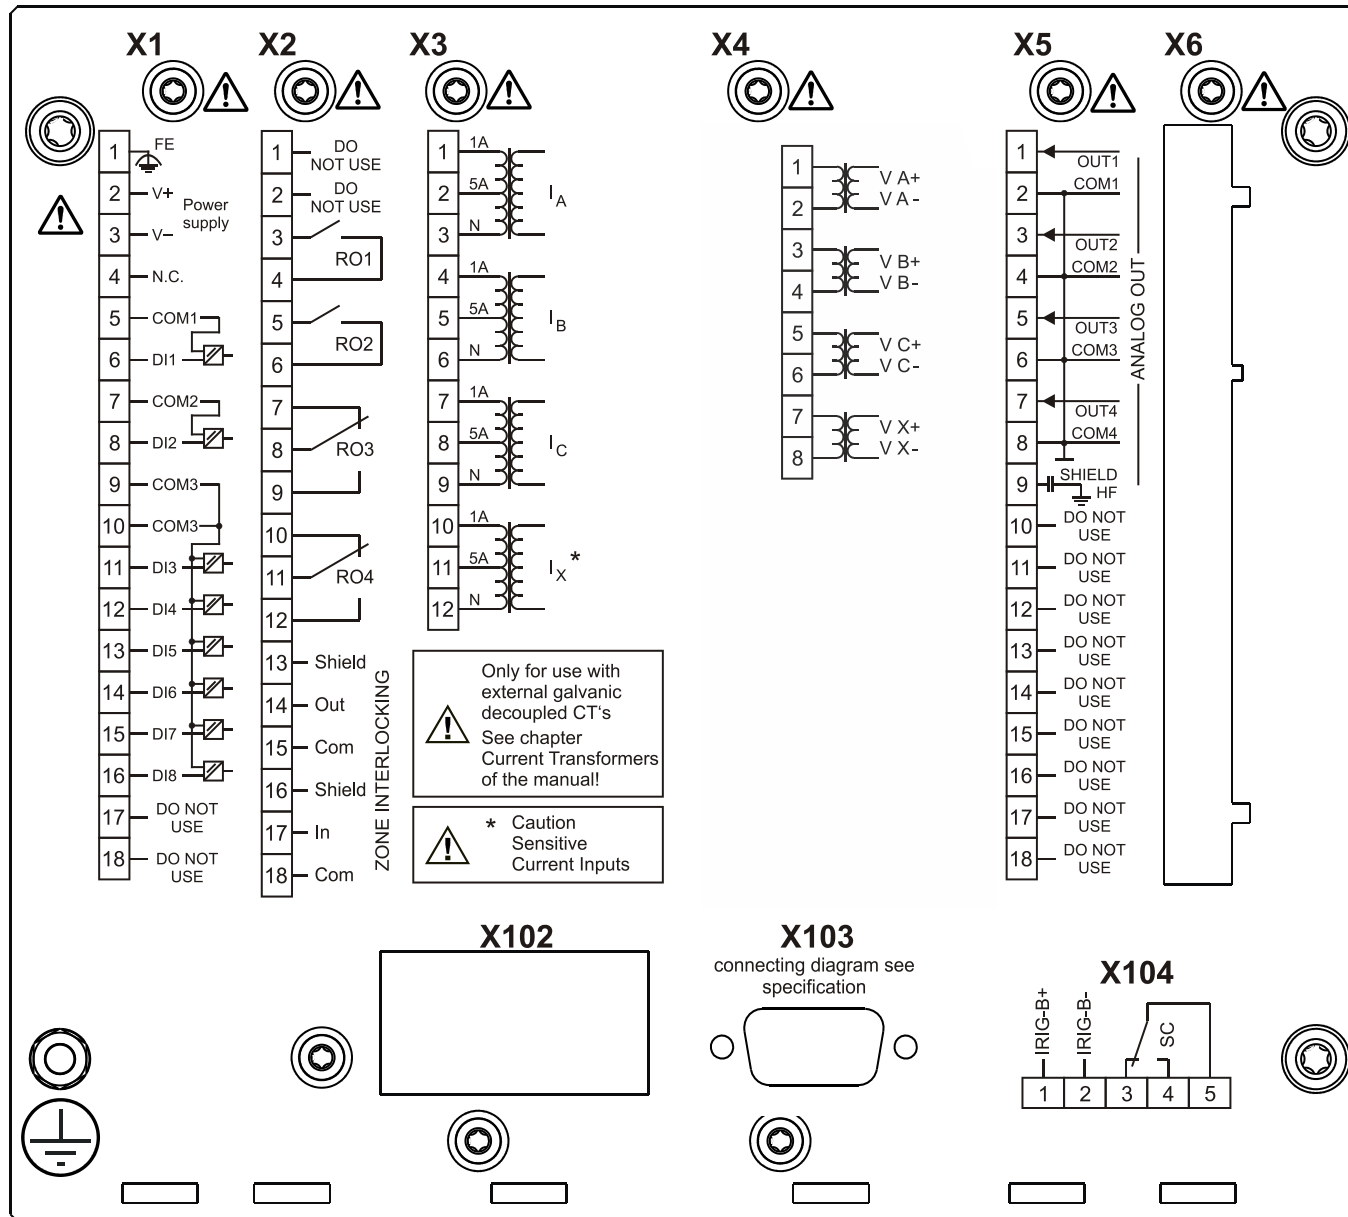 X1
X2
X3
X4
X5
X6
1
FE
2
V+
Power
supply
3
V–
4
N.C.
5
COM1
6
DI1
7
COM2
8
DI2
9
COM3
10
COM3
11
DI3
12
DI4
13
DI5
14
DI6
15
DI7
16
DI8
17
DO NOT
USE
18
DO NOT
USE
1
DO
NOT USE
2
DO
NOT USE
3
RO1
4
5
RO2
6
7
8
RO3
9
10
11
RO4
12
13
Shield
14
Out
15
Com
16
Shield
17
In
18
Com
ZONE INTERLOCKING
1
1A
2
5A
IA
3
N
4
1A
5
5A
IB
6
N
7
1A
8
5A
IC
9
N
10
1A
11
5A
IX *
12
N
Only for use with
external galvanic
decoupled CT‘s
See chapter
Current Transformers
of the manual!
* Caution
Sensitive
Current Inputs
1
V A+
2
V A-
3
V B+
4
V B-
5
V C+
6
V C-
7
V X+
8
V X-
1
OUT1
2
COM1
3
OUT2
4
COM2
5
OUT3
6
COM3
7
OUT4
8
COM4
9
SHIELD
HF
ANALOG OUT
10
DO NOT
USE
11
DO NOT
USE
12
DO NOT
USE
13
DO NOT
USE
14
DO NOT
USE
15
DO NOT
USE
16
DO NOT
USE
17
DO NOT
USE
18
DO NOT
USE
X102
X103
connecting diagram see
specification
X104
IRIG-B+
IRIG-B-
SC
1 2 3 4 5